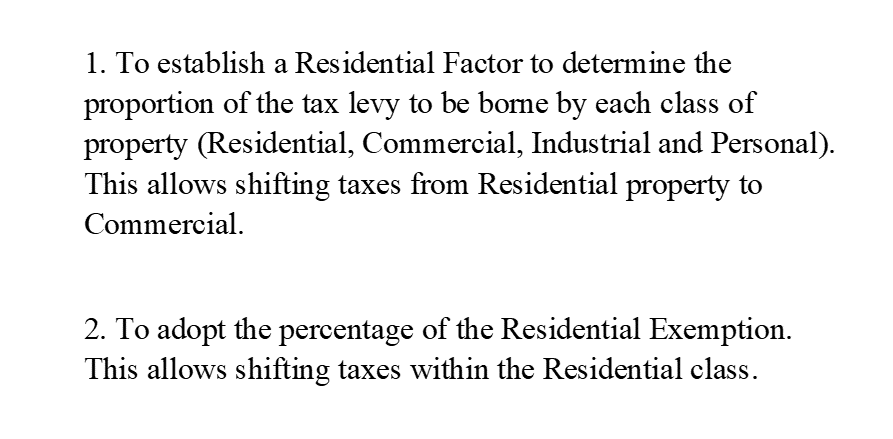 1. To establish a Residential Factor to determine the
proportion of the tax levy to be borne by each class of
property (Residential, Commercial, Industrial and Personal).
This allows shifting taxes from Residential property to
Commercial.
2. To adopt the percentage of the Residential Exemption.
This allows shifting taxes within the Residential class.